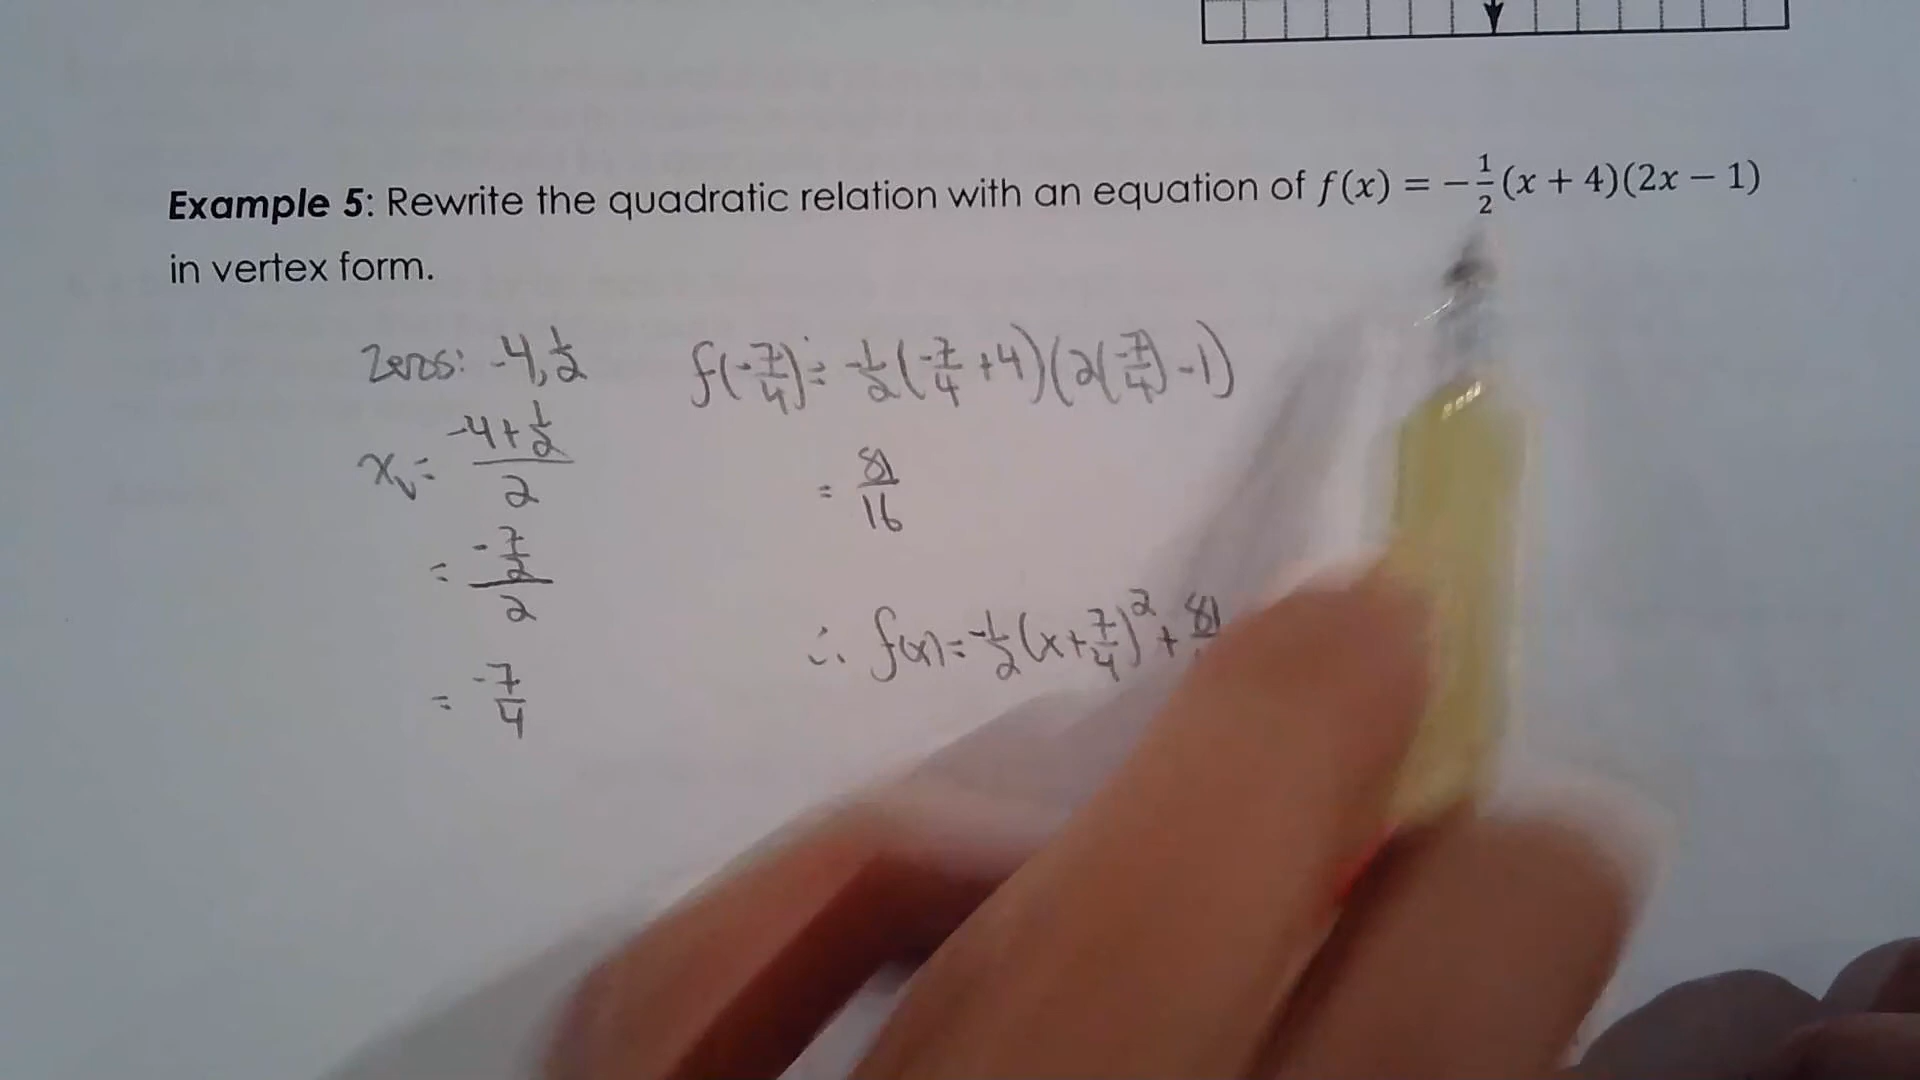 Example 5: Rewrite the quadratic relation with an equation of f(x) = −1/2(x + 4)(2x − 1)
in vertex form.
Zeros: -4, 1/2
f(-7/4) = -1/2(-7/4 + 4)(2(-7/4) - 1)
xv = (-4 + 1/2)/2
= 81/16
= (-7/2)/2
∴ f(x) = -1/2(x + 7/4)² + 81
= -7/4